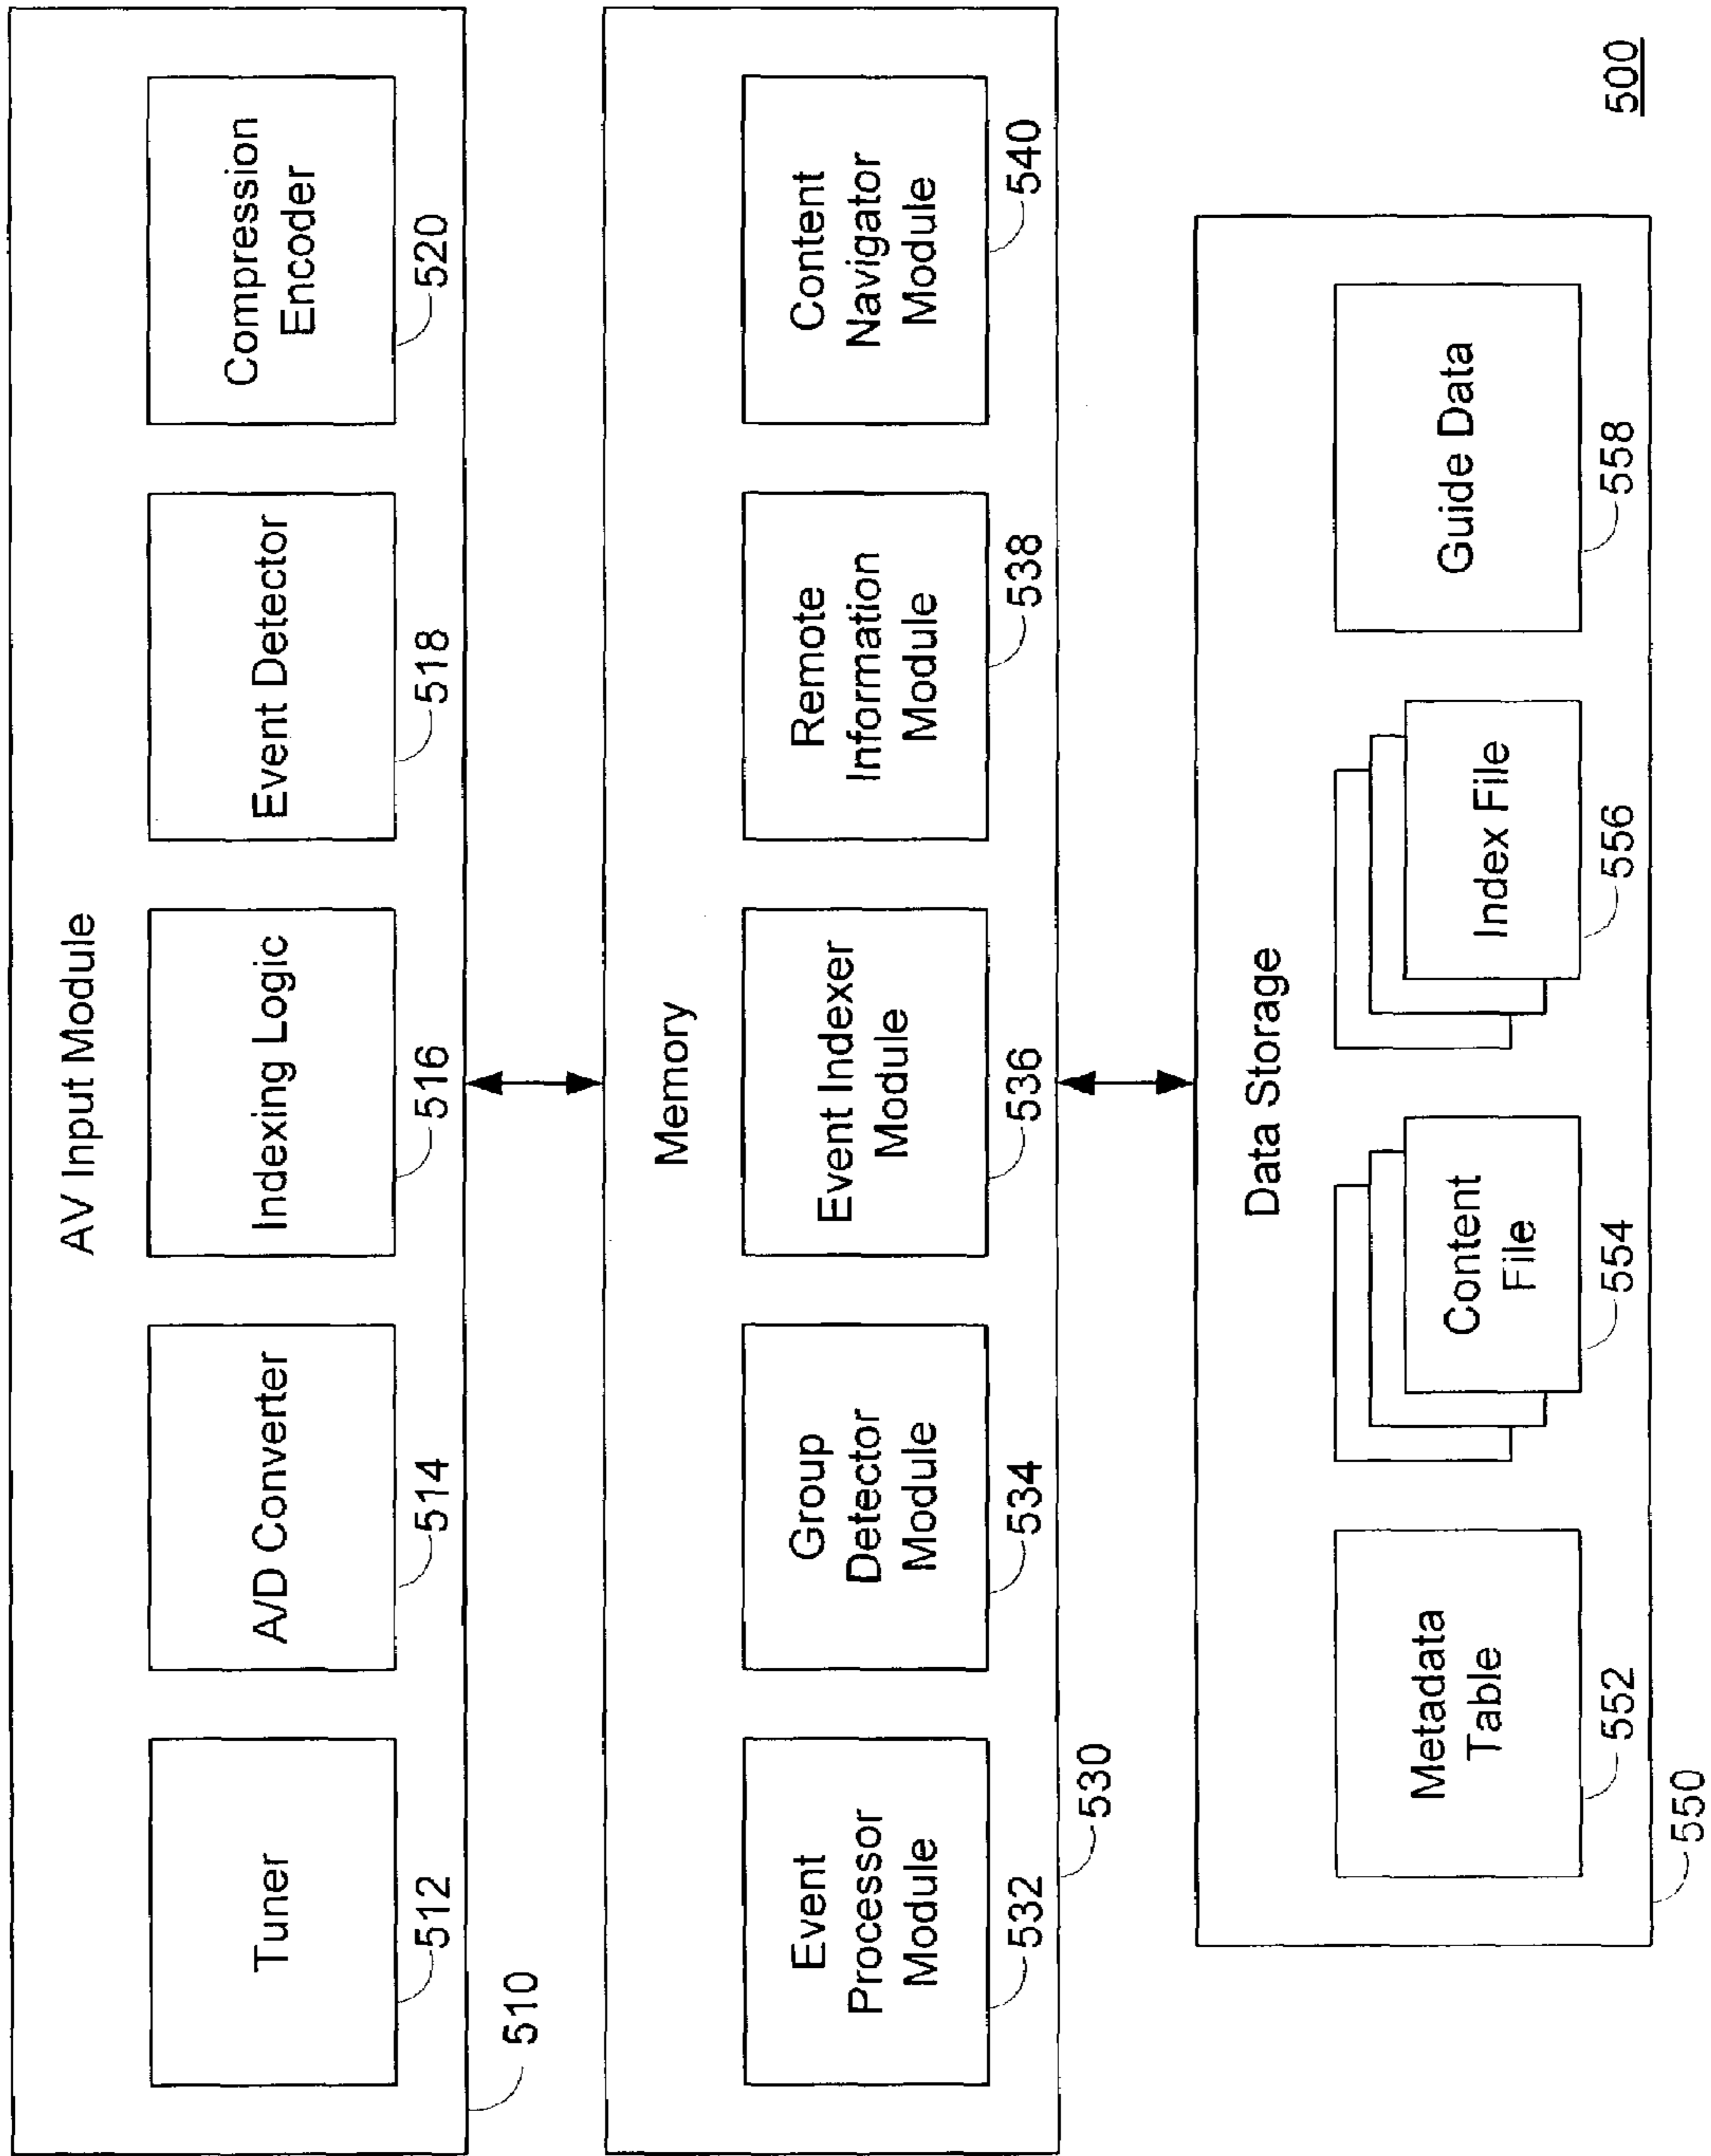 AV Input Module
Tuner
512
A/D Converter
514
Indexing Logic
516
Event Detector
518
Compression
Encoder
520
510
Memory
Event
Processor
Module
532
Group
Detector
Module
534
Event Indexer
Module
536
Remote
Information
Module
538
Content
Navigator
Module
540
530
Data Storage
Metadata
Table
552
Content
File
554
Index File
556
Guide Data
558
550
500